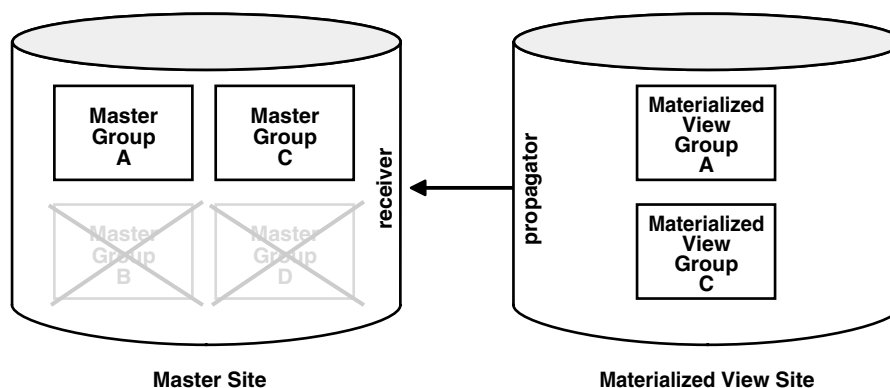 Master
Group
A
Master
Group
C
Master
Group
B
Master
Group
D
receiver
propagator
Materialized
View
Group
A
Materialized
View
Group
C
Master Site
Materialized View Site